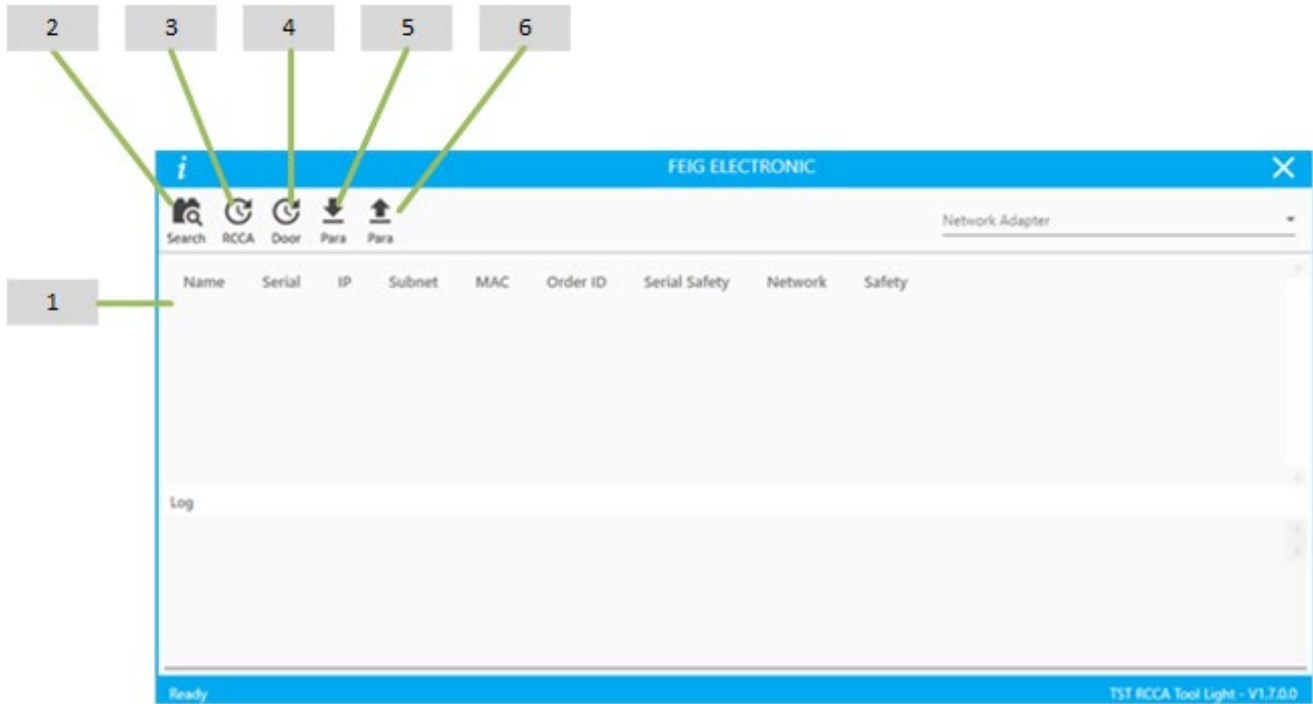 2 3 4 5 6
i FEIG ELECTRONIC
Search RCCA Door Para Para
Network Adapter
Name Serial IP Subnet MAC Order ID Serial Safety Network Safety
1
Log
Ready TST RCCA Tool Light - V1.7.0.0